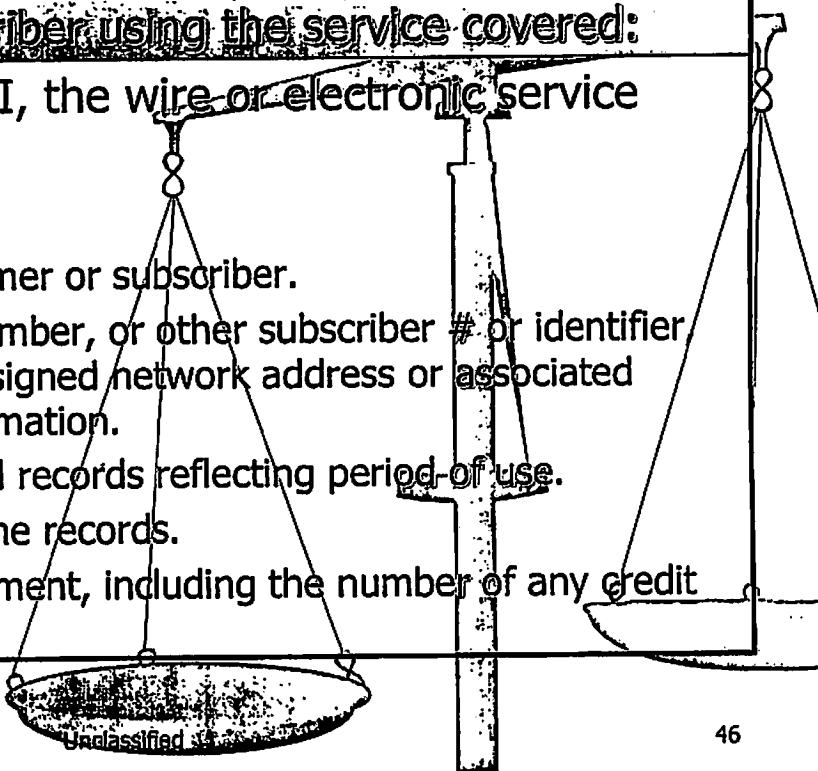 riber using the service covered:
I, the wire or electronic service
mer or subscriber.
mber, or other subscriber # or identifier,
signed network address or associated
mation.
l records reflecting period of use.
ne records.
ment, including the number of any credit
Unclassified
46